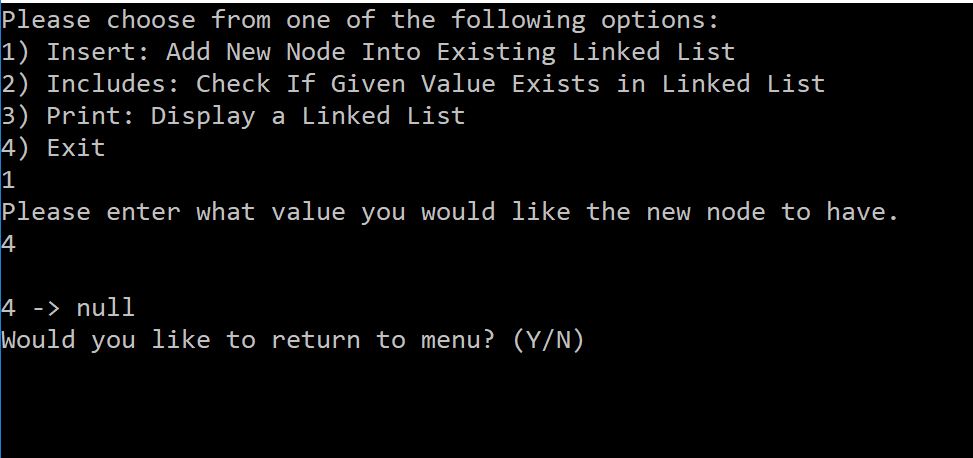 Please choose from one of the following options:
1) Insert: Add New Node Into Existing Linked List
2) Includes: Check If Given Value Exists in Linked List
3) Print: Display a Linked List
4) Exit
1
Please enter what value you would like the new node to have.
4
4 -> null
Would you like to return to menu? (Y/N)